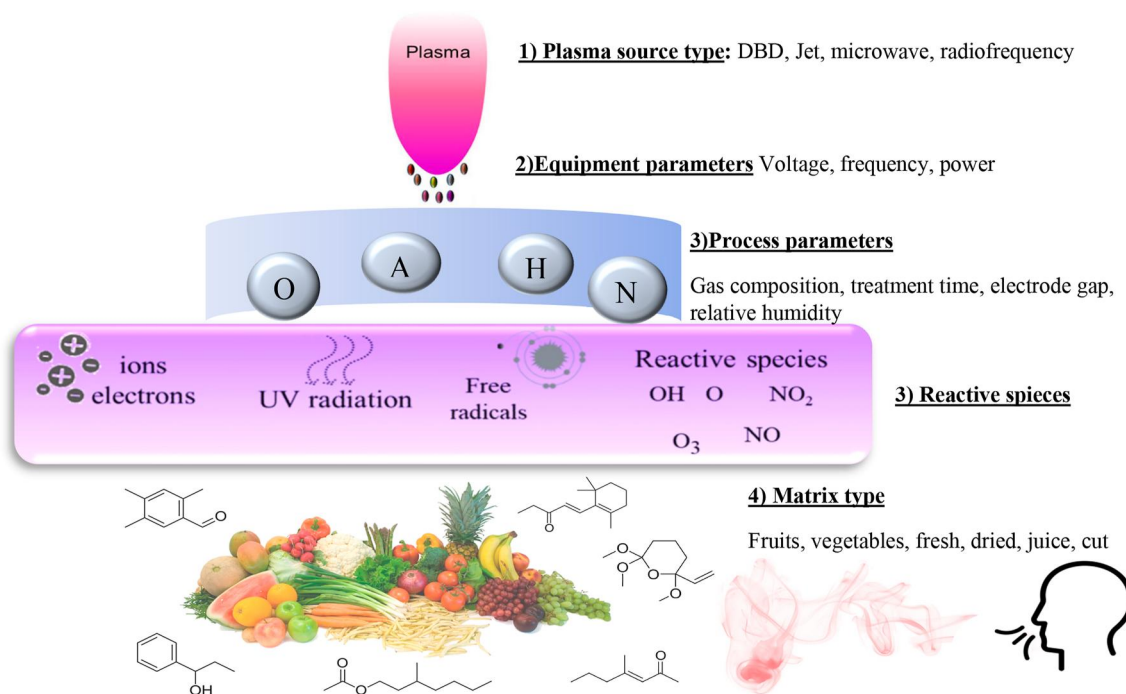 Plasma
1) Plasma source type: DBD, Jet, microwave, radiofrequency
2)Equipment parameters Voltage, frequency, power
3)Process parameters
Gas composition, treatment time, electrode gap,
relative humidity
O
A
H
N
ions
electrons
UV radiation
Free
radicals
Reactive species
OH O NO₂
O₃ NO
3) Reactive spieces
4) Matrix type
Fruits, vegetables, fresh, dried, juice, cut
O
O
O
O
O
O
OH
O
O
O